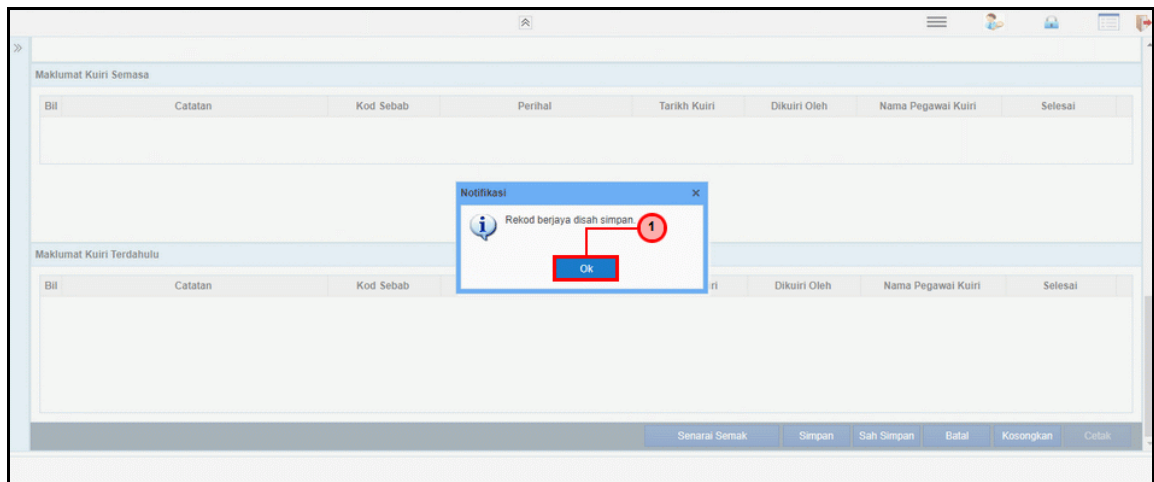 Maklumat Kuiri Semasa
Bil Catatan Kod Sebab Perihal Tarikh Kuiri Dikuiri Oleh Nama Pegawai Kuiri Selesai
Notifikasi
Rekod berjaya disah simpan.
1
Ok
Maklumat Kuiri Terdahulu
Bil Catatan Kod Sebab ri Dikuiri Oleh Nama Pegawai Kuiri Selesai
Senarai Semak Simpan Sah Simpan Batal Kosongkan Cetak